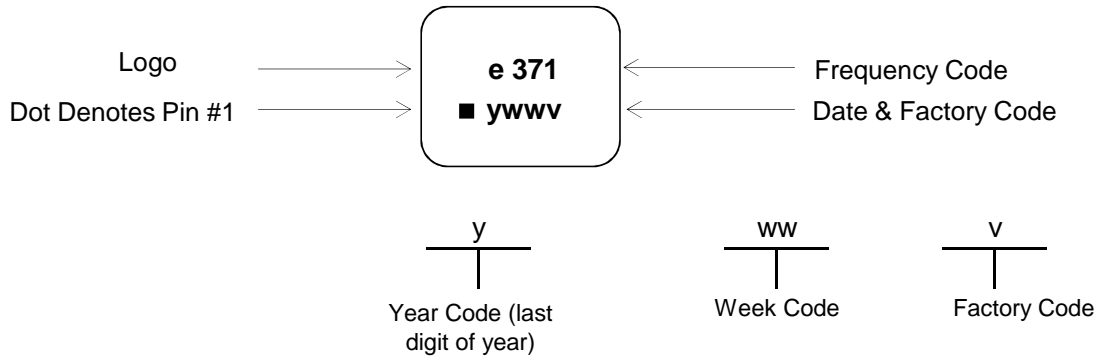 Logo
Dot Denotes Pin #1
e 371
■ ywwv
Frequency Code
Date & Factory Code
y
Year Code (last
digit of year)
ww
Week Code
v
Factory Code